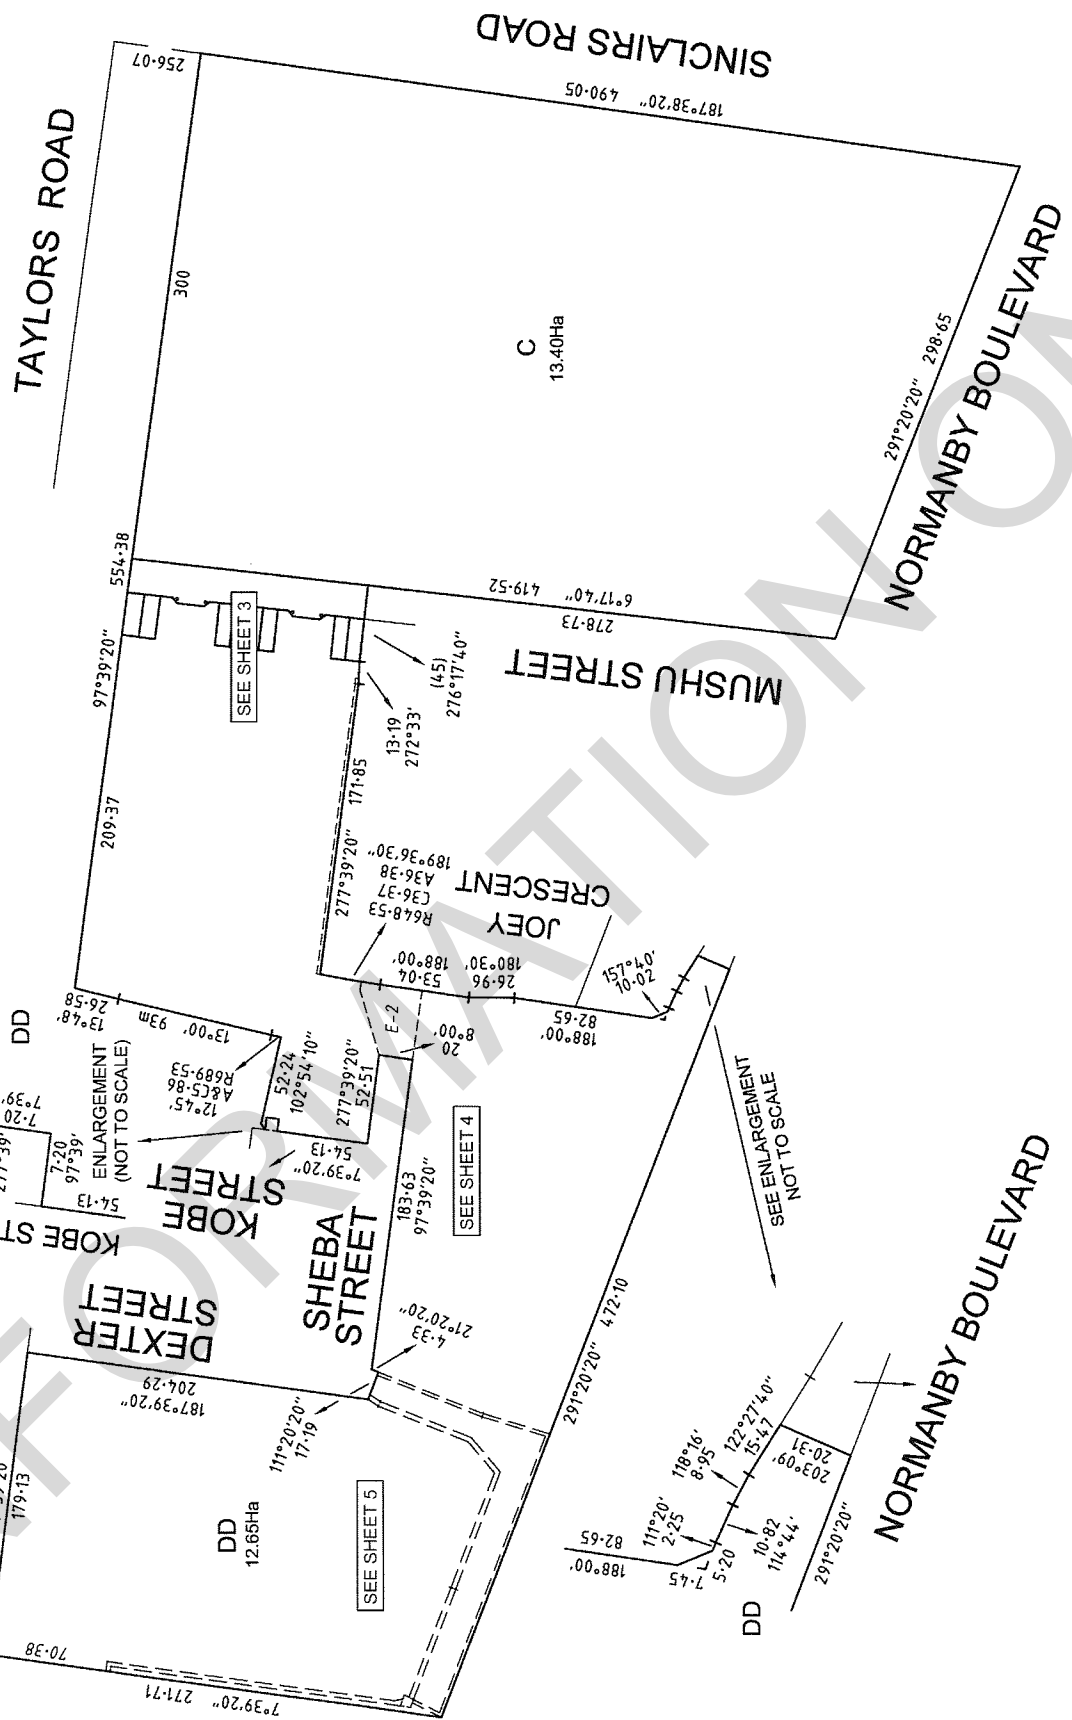 SINCLAIRS ROAD
TAYLORS ROAD
256·07
187°38'20" 490·05
300
C
13.40Ha
291°20'20" 298·65
NORMANBY BOULEVARD
554·38
97°39'20"
6°17'40" 419·52
278·73
SEE SHEET 3
MUSHU STREET
(45)
276°17'40"
13·19
272°33'
209·37
171·85
277°39'20"
R648·53
C36·37
A36·38
189°36'30"
JOEY
CRESCENT
DD
13°48'
26·58
13°00' 93m
12°45'
A&C5·86
R689·53
52·24
102°54'10"
277°39'20"
52·51
E-2
20
8°00'
188°00'
53·04
180°30'
26·96
188°00'
82·65
157°40'
10·02
7·20
7°39'
277°39'
7·20
97°39'
54·13
ENLARGEMENT
(NOT TO SCALE)
KOBE ST
KOBE
STREET
7°39'20"
54·13
DEXTER
STREET
SHEBA
STREET
183·63
97°39'20"
SEE SHEET 4
4·33
21°20'20"
187°39'20"
204·29
111°20'20"
17·19
291°20'20" 472·10
179·13
DD
12.65Ha
SEE SHEET 5
70·38
7°39'20" 271·71
SEE ENLARGEMENT
NOT TO SCALE
188°00'
82·65
7·45
5·20
111°20'
2·25
118°16'
8·95
122°27'40"
15·47
10·82
114°44'
203°09'
20·31
DD
291°20'20"
NORMANBY BOULEVARD
FORMATION ON